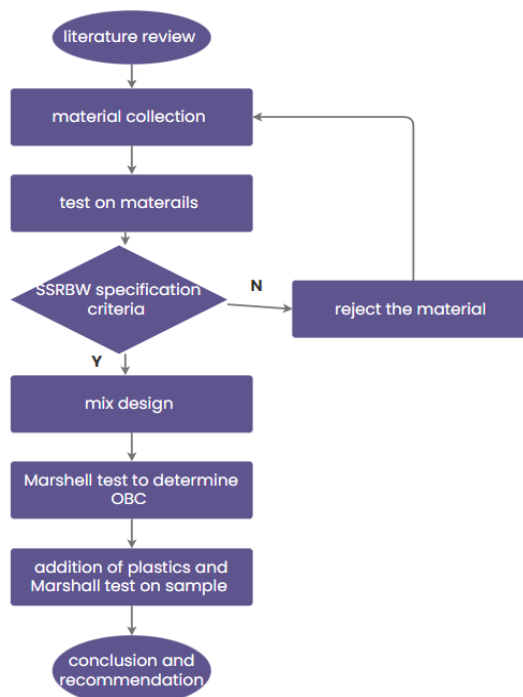 literature review
material collection
test on materails
SSRBW specification
criteria
N
reject the material
Y
mix design
Marshell test to determine
OBC
addition of plastics and
Marshall test on sample
conclusion and
recommendation